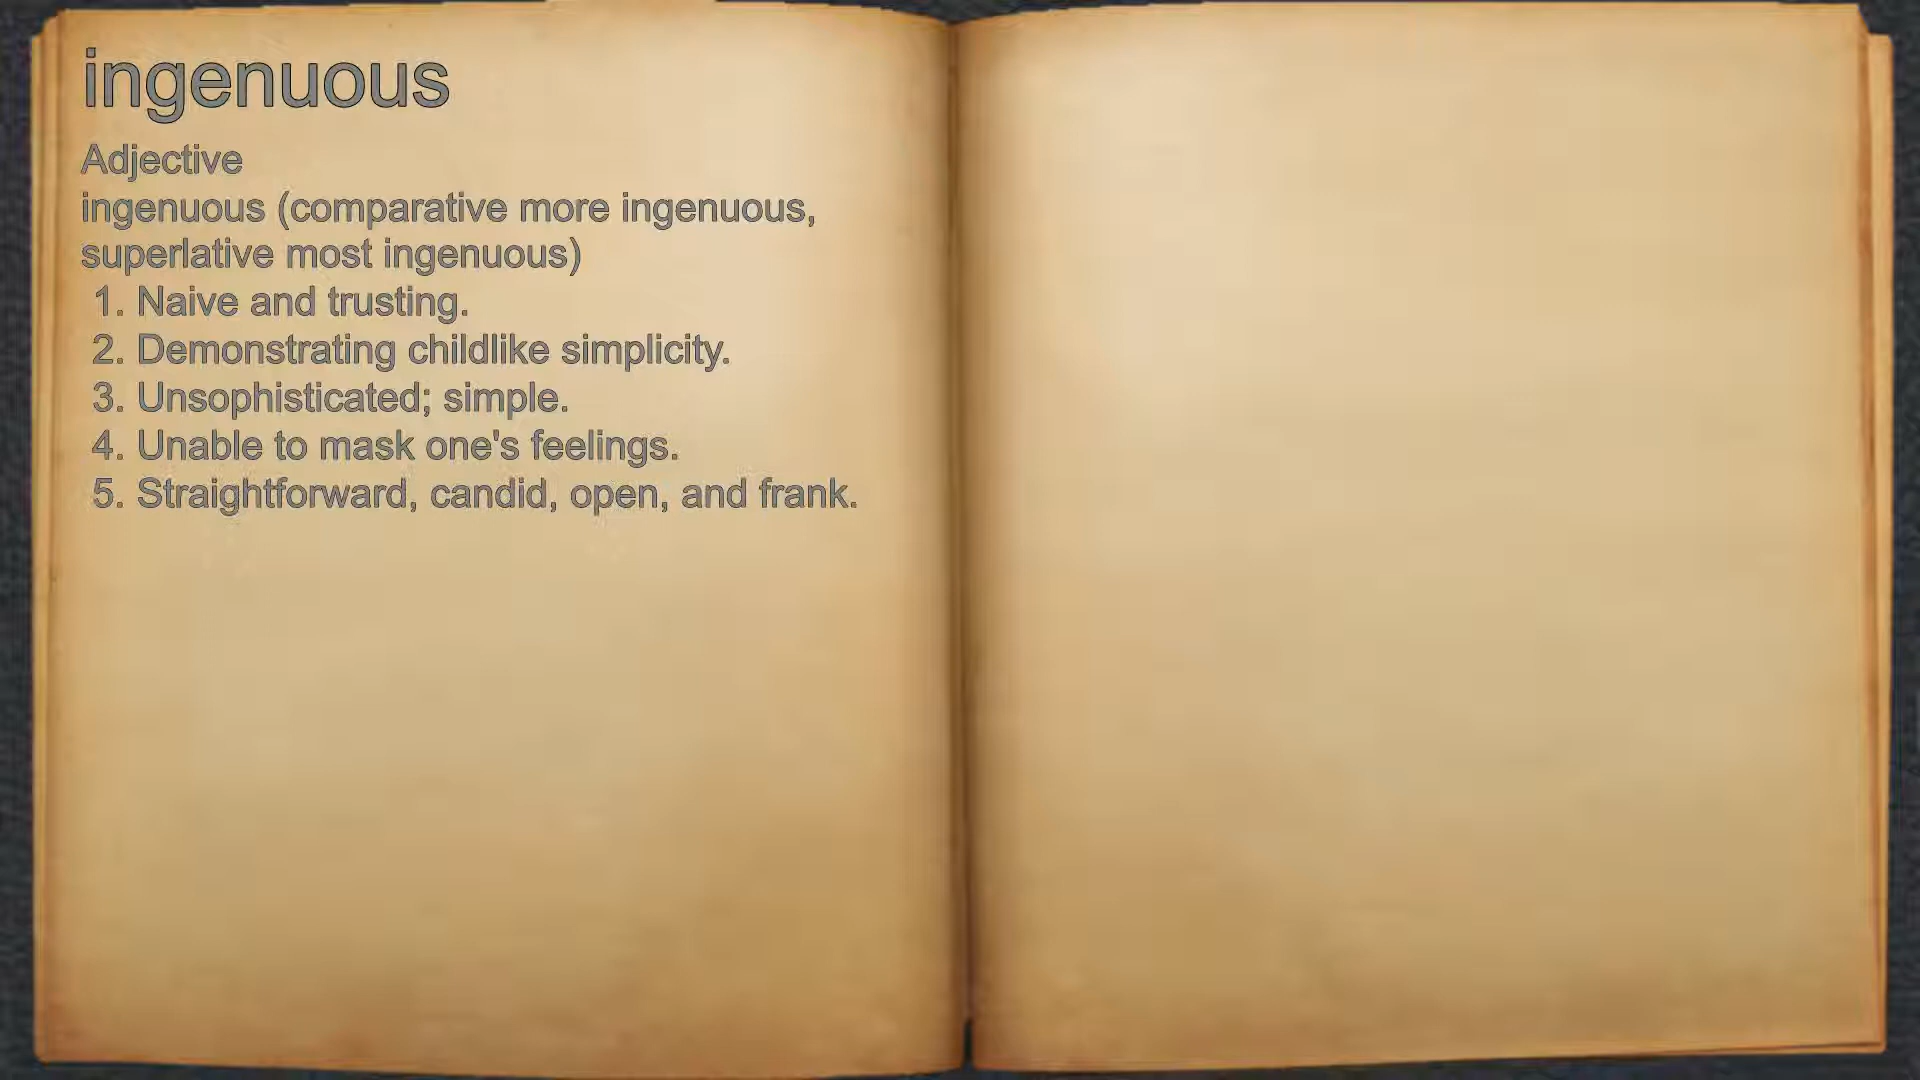 ingenuous
Adjective
ingenuous (comparative more ingenuous,
superlative most ingenuous)
1. Naive and trusting.
2. Demonstrating childlike simplicity.
3. Unsophisticated; simple.
4. Unable to mask one's feelings.
5. Straightforward, candid, open, and frank.